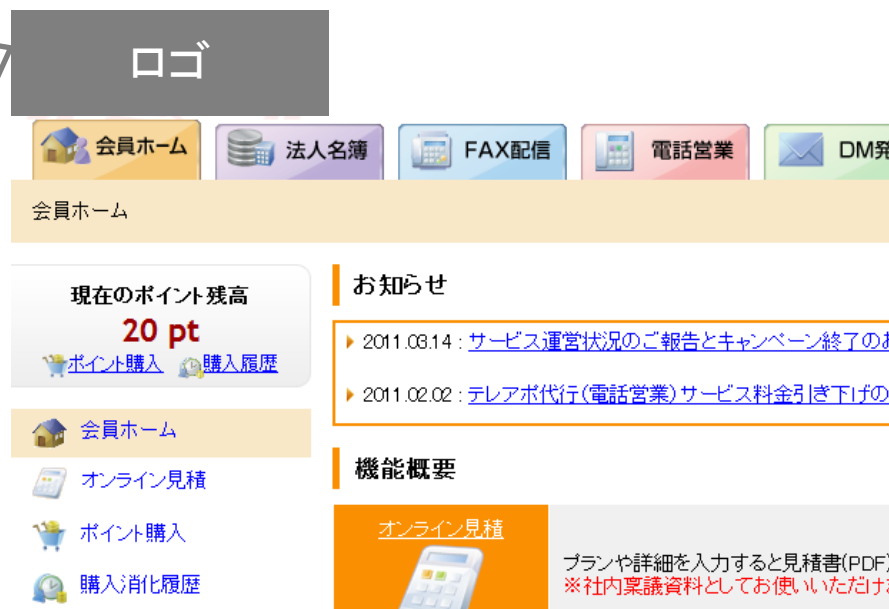 ロゴ
会員ホーム
法人名簿
FAX配信
電話営業
DM発
会員ホーム
現在のポイント残高
20 pt
ポイント購入 購入履歴
会員ホーム
オンライン見積
ポイント購入
購入消化履歴
お知らせ
2011.03.14 : サービス運営状況のご報告とキャンペーン終了のお
2011.02.02 : テレアポ代行(電話営業)サービス料金引き下げの
機能概要
オンライン見積
プランや詳細を入力すると見積書(PDF)
※社内稟議資料としてお使いいただけ